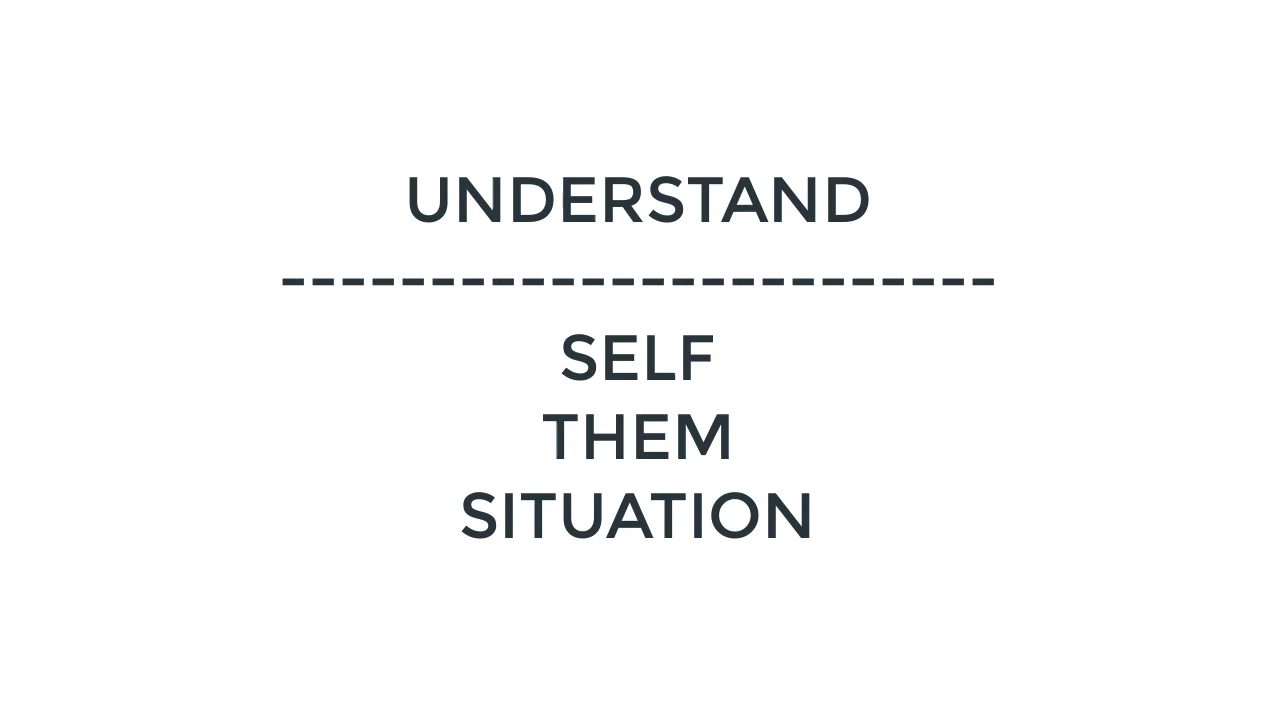 UNDERSTAND
------------------------
SELF
THEM
SITUATION